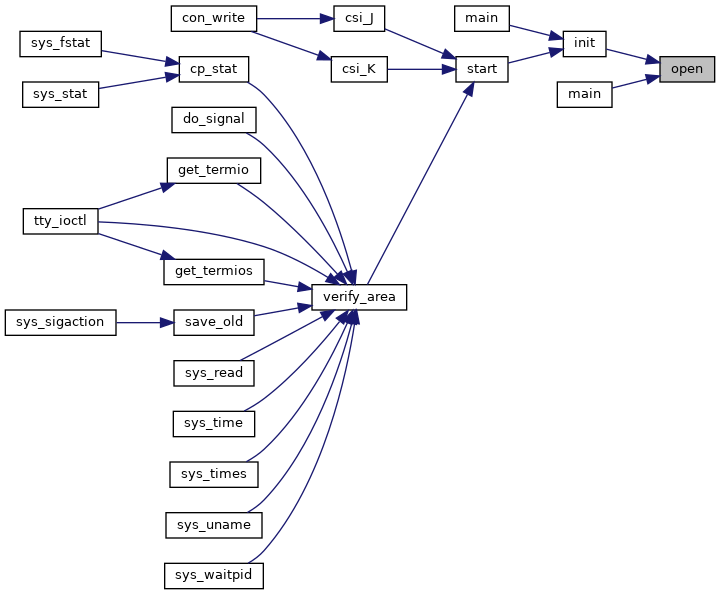 con_write
csi_J
main
sys_fstat
init
cp_stat
csi_K
start
open
sys_stat
main
do_signal
get_termio
tty_ioctl
get_termios
verify_area
sys_sigaction
save_old
sys_read
sys_time
sys_times
sys_uname
sys_waitpid